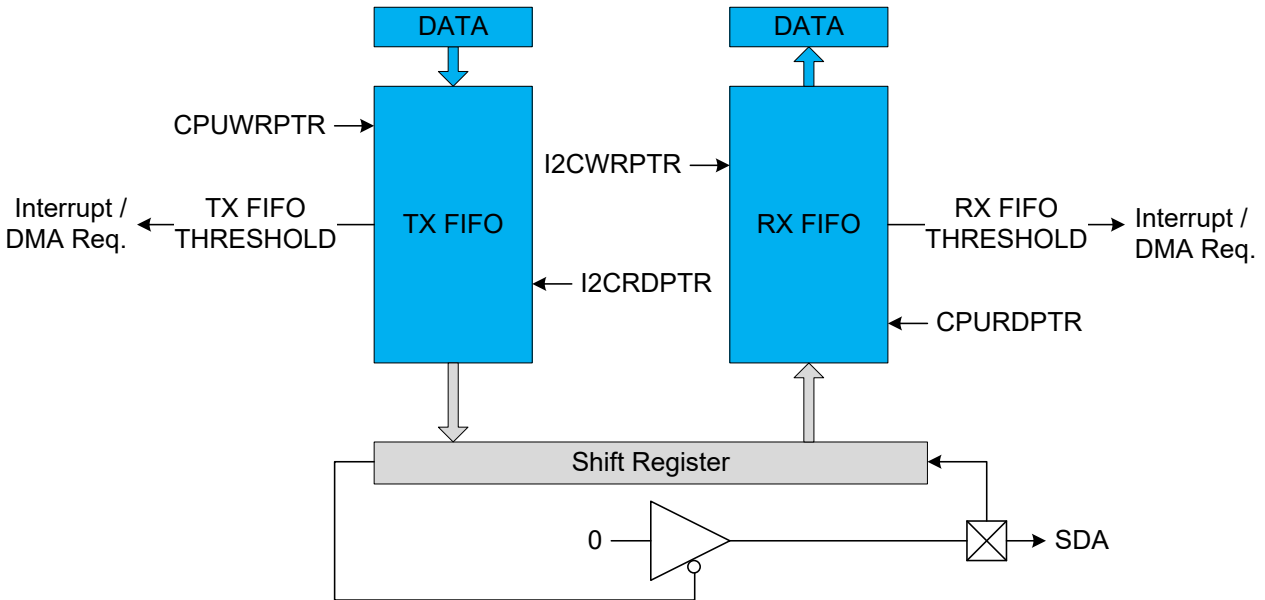 DATA
DATA
CPUWRPTR
I2CWRPTR
Interrupt /
DMA Req.
TX FIFO
THRESHOLD
TX FIFO
RX FIFO
RX FIFO
THRESHOLD
Interrupt /
DMA Req.
I2CRDPTR
CPURDPTR
Shift Register
0
SDA